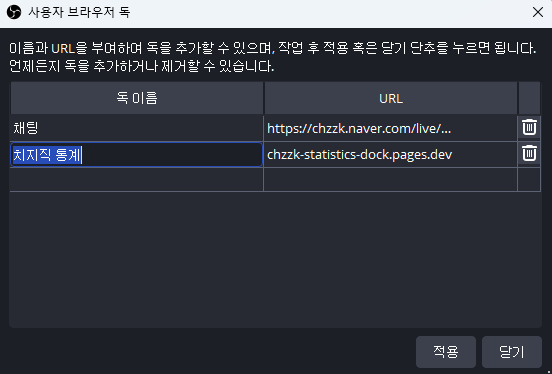 사용자 브라우저 독
이름과 URL을 부여하여 독을 추가할 수 있으며, 작업 후 적용 혹은 닫기 단추를 누르면 됩니다.
언제든지 독을 추가하거나 제거할 수 있습니다.
독 이름 URL
채팅 https://chzzk.naver.com/live/...
치지직 통계 chzzk-statistics-dock.pages.dev
적용 닫기